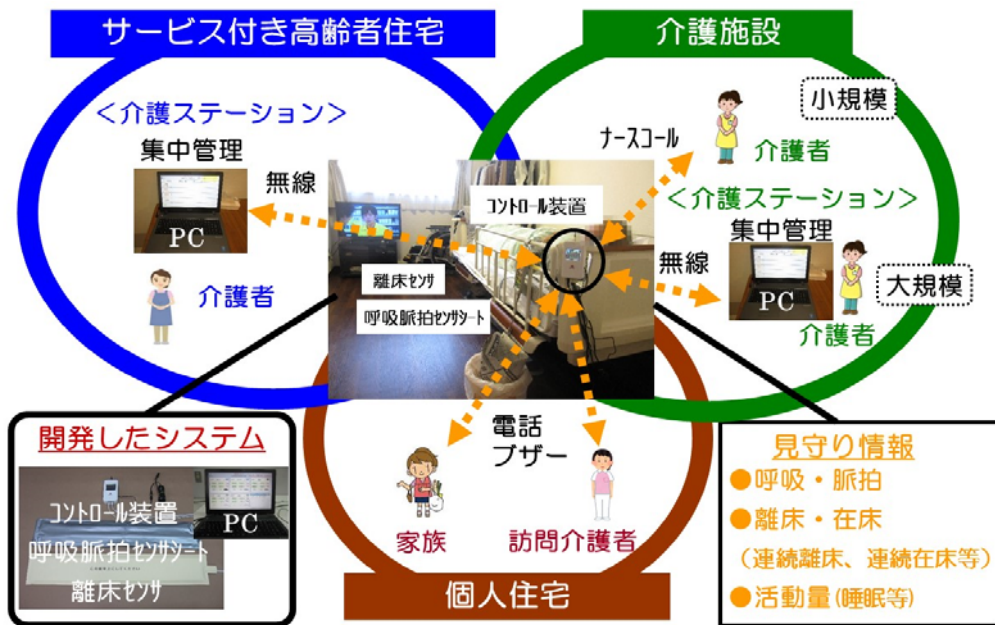 サービス付き高齢者住宅
介護施設
＜介護ステーション＞
集中管理
PC
無線
介護者
ナースコール
小規模
介護者
＜介護ステーション＞
集中管理
無線
PC
介護者
大規模
コントロール装置
離床センサ
呼吸脈拍センサシート
電話
ブザー
家族
訪問介護者
個人住宅
開発したシステム
コントロール装置
PC
呼吸脈拍センサシート
離床センサ
見守り情報
●呼吸・脈拍
●離床・在床
（連続離床、連続在床等）
●活動量(睡眠等)